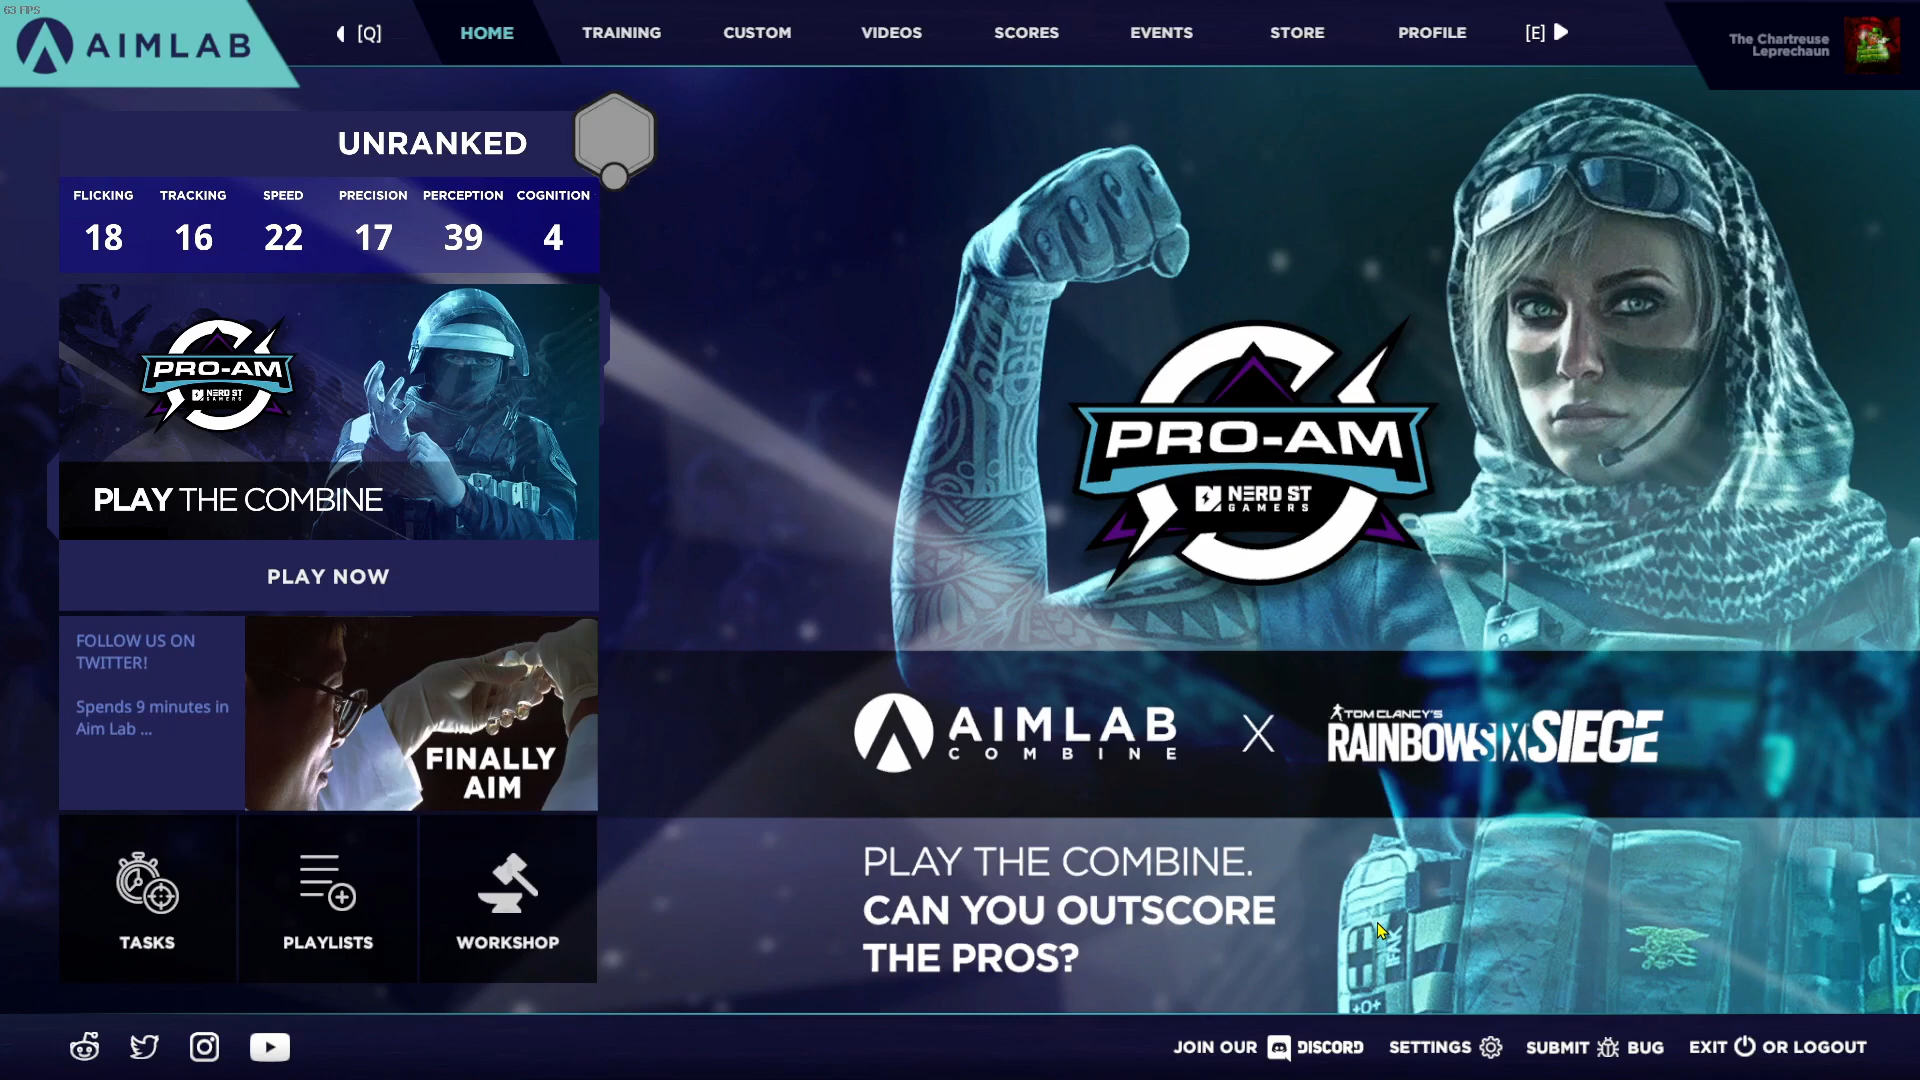 63 FPS
AIMLAB
[Q]
HOME
TRAINING
CUSTOM
VIDEOS
SCORES
EVENTS
STORE
PROFILE
[E]
The Chartreuse
Leprechaun
UNRANKED
FLICKING TRACKING SPEED PRECISION PERCEPTION COGNITION
18 16 22 17 39 4
PRO-AM
NERD ST
GAMERS
PLAY THE COMBINE
PLAY NOW
FOLLOW US ON
TWITTER!
Spends 9 minutes in
Aim Lab ...
FINALLY
AIM
TASKS
PLAYLISTS
WORKSHOP
PRO-AM
NERD ST
GAMERS
AIMLAB
COMBINE
X
TOM CLANCY'S
RAINBOWSIX SIEGE
PLAY THE COMBINE.
CAN YOU OUTSCORE
THE PROS?
IFAK
+0+
JOIN OUR DISCORD
SETTINGS
SUBMIT BUG
EXIT OR LOGOUT